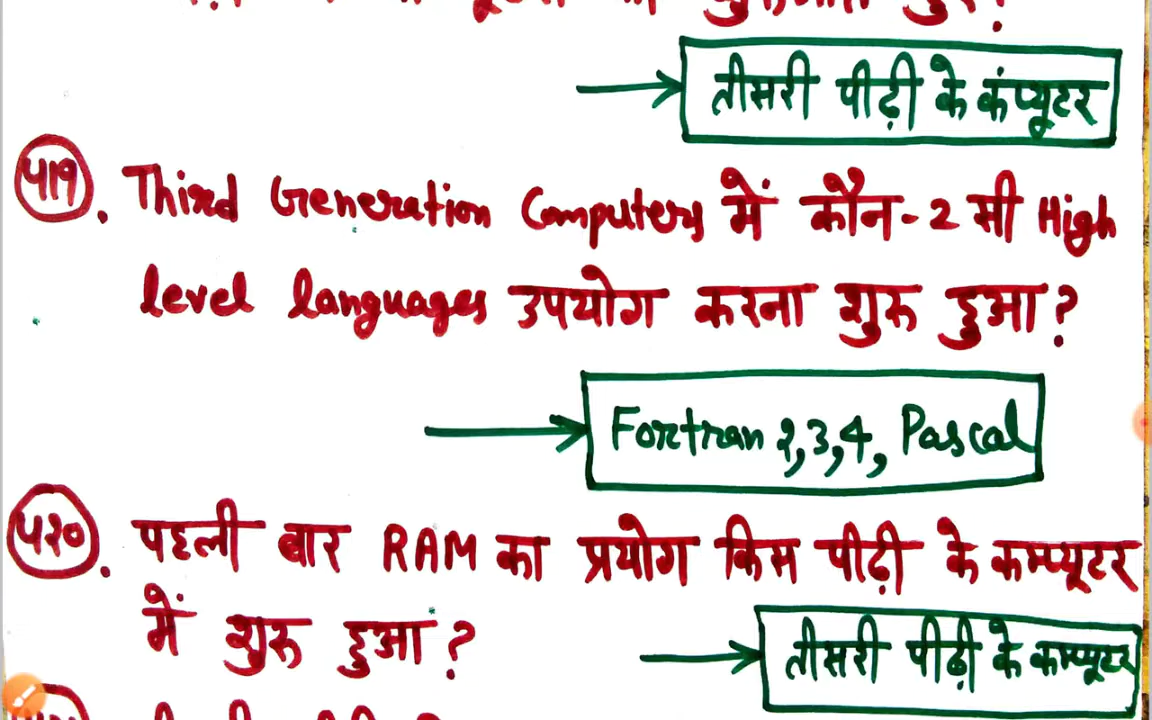 तीसरी पीढ़ी के कंप्यूटर
५१९. Third Generation Computers में कौन-2 सी High
level languages उपयोग करना शुरू हुआ?
Fortran 2,3,4, Pascal
५२०. पहली बार RAM का प्रयोग किस पीढ़ी के कम्प्यूटर
में शुरू हुआ?
तीसरी पीढ़ी के कम्प्यूटर